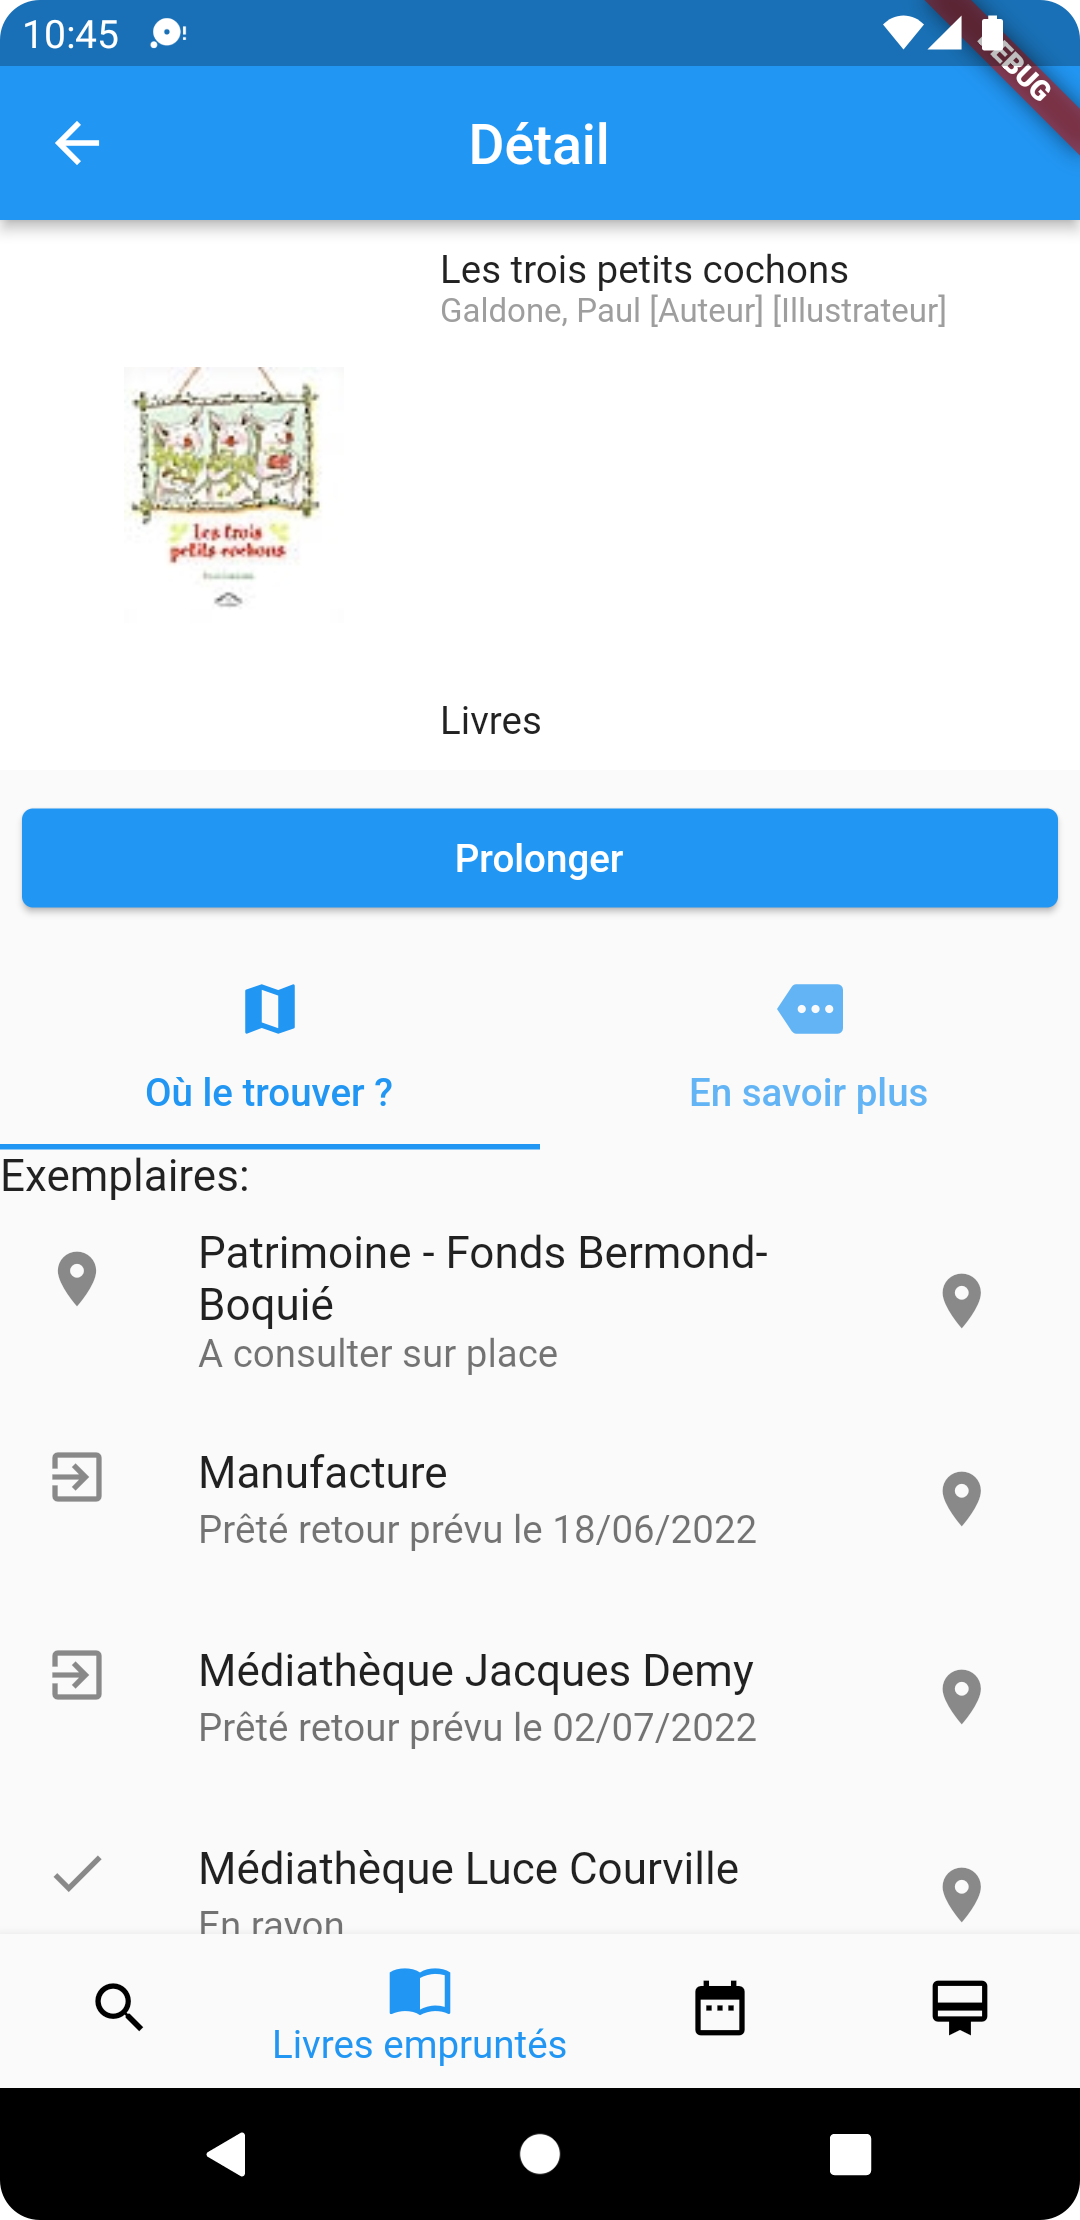 10:45
EBUG
Détail
Les trois petits cochons
Galdone, Paul [Auteur] [Illustrateur]
Les trois
petits cochons
Livres
Prolonger
Où le trouver ?
En savoir plus
Exemplaires:
Patrimoine - Fonds Bermond-
Boquié
A consulter sur place
Manufacture
Prêté retour prévu le 18/06/2022
Médiathèque Jacques Demy
Prêté retour prévu le 02/07/2022
Médiathèque Luce Courville
En rayon
Livres empruntés